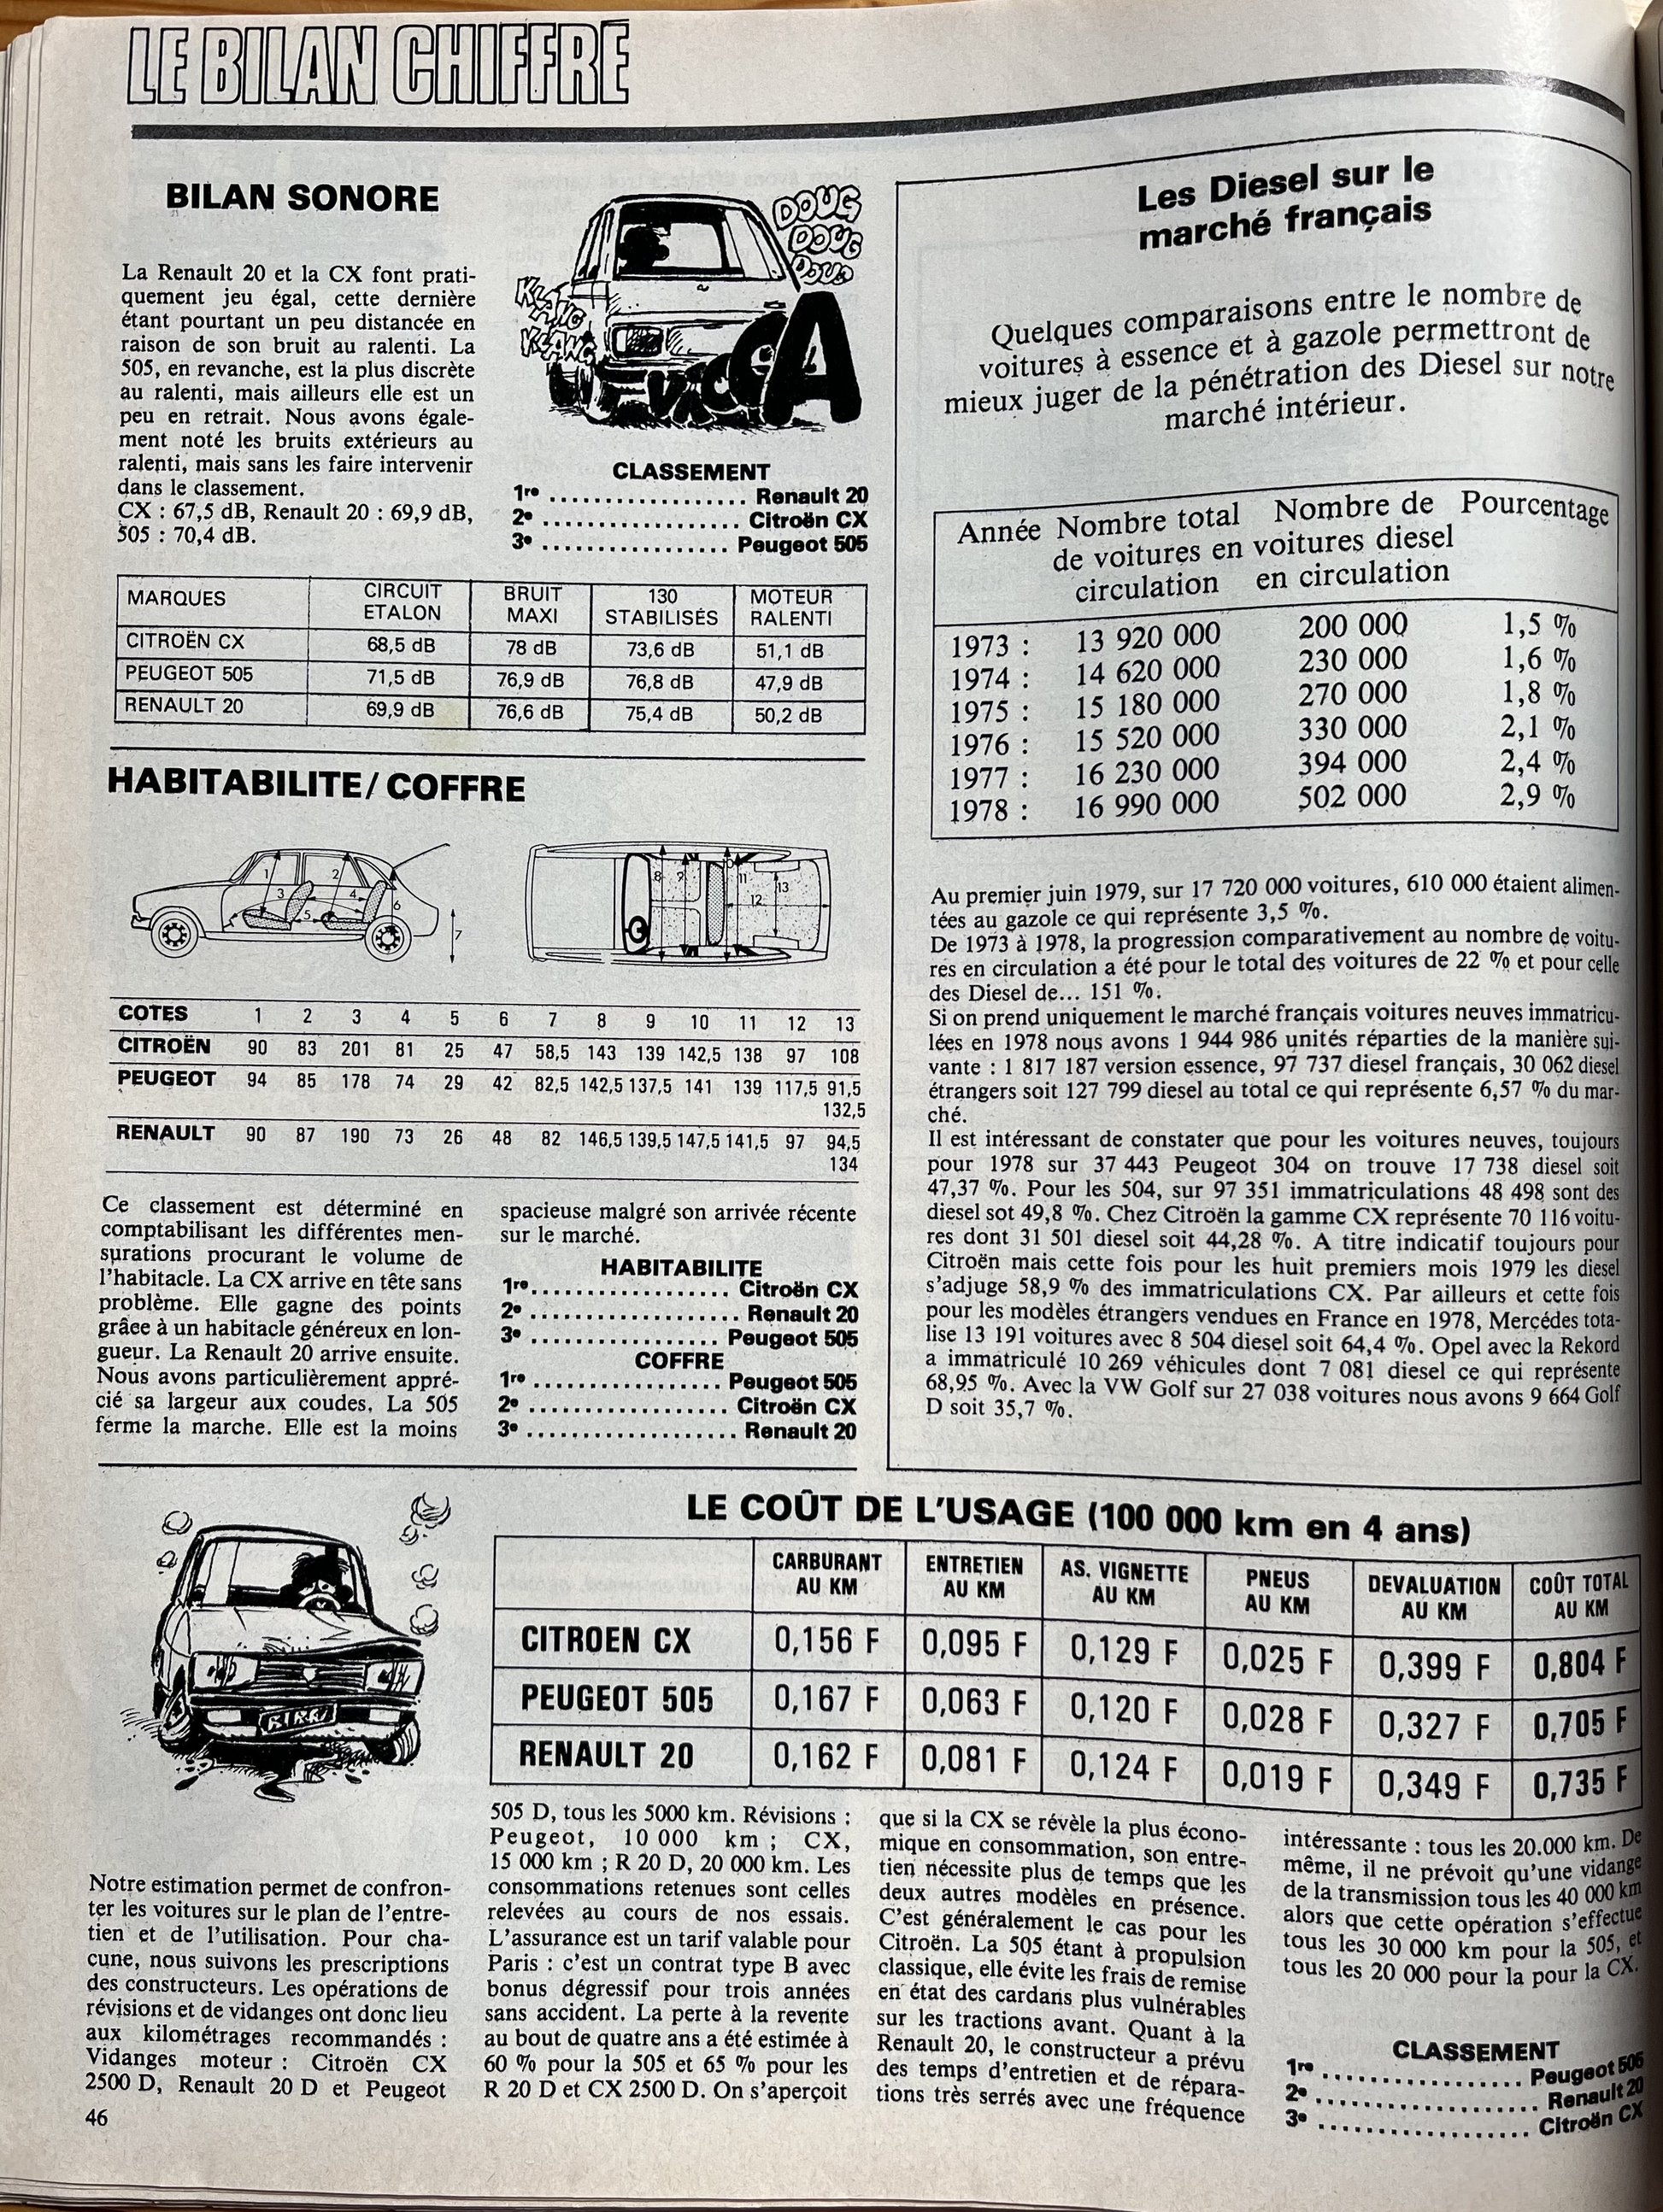 LE BILAN CHIFFRÉ
BILAN SONORE
La Renault 20 et la CX font prati-
quement jeu égal, cette dernière
étant pourtant un peu distancée en
raison de son bruit au ralenti. La
505, en revanche, est la plus discrète
au ralenti, mais ailleurs elle est un
peu en retrait. Nous avons égale-
ment noté les bruits extérieurs au
ralenti, mais sans les faire intervenir
dans le classement.
CX : 67,5 dB, Renault 20 : 69,9 dB,
505 : 70,4 dB.
DOUG
DOUG
DOUG
KLANG
KLANG
CLASSEMENT
1re .................. Renault 20
2e ................... Citroën CX
3e .................. Peugeot 505
MARQUES CIRCUIT ETALON BRUIT MAXI 130 STABILISÉS MOTEUR RALENTI
CITROËN CX 68,5 dB 78 dB 73,6 dB 51,1 dB
PEUGEOT 505 71,5 dB 76,9 dB 76,8 dB 47,9 dB
RENAULT 20 69,9 dB 76,6 dB 75,4 dB 50,2 dB
HABITABILITE / COFFRE
1 2 3 4 5 6 7
8 9 10 11 12 13
COTES 1 2 3 4 5 6 7 8 9 10 11 12 13
CITROËN 90 83 201 81 25 47 58,5 143 139 142,5 138 97 108
PEUGEOT 94 85 178 74 29 42 82,5 142,5 137,5 141 139 117,5 91,5
132,5
RENAULT 90 87 190 73 26 48 82 146,5 139,5 147,5 141,5 97 94,5
134
Ce classement est déterminé en
comptabilisant les différentes men-
surations procurant le volume de
l'habitacle. La CX arrive en tête sans
problème. Elle gagne des points
grâee à un habitacle généreux en lon-
gueur. La Renault 20 arrive ensuite.
Nous avons particulièrement appré-
cié sa largeur aux coudes. La 505
ferme la marche. Elle est la moins
spacieuse malgré son arrivée récente
sur le marché.
HABITABILITE
1re.................... Citroën CX
2e ..................... Renault 20
3e .................. Peugeot 505
COFFRE
1re .................. Peugeot 505
2e .................... Citroën CX
3e ..................... Renault 20
Les Diesel sur le
marché français
Quelques comparaisons entre le nombre de
voitures à essence et à gazole permettront de
mieux juger de la pénétration des Diesel sur notre
marché intérieur.
Année Nombre total Nombre de Pourcentage
de voitures en voitures diesel
circulation en circulation
1973 : 13 920 000 200 000 1,5 %
1974 : 14 620 000 230 000 1,6 %
1975 : 15 180 000 270 000 1,8 %
1976 : 15 520 000 330 000 2,1 %
1977 : 16 230 000 394 000 2,4 %
1978 : 16 990 000 502 000 2,9 %
Au premier juin 1979, sur 17 720 000 voitures, 610 000 étaient alimen-
tées au gazole ce qui représente 3,5 %.
De 1973 à 1978, la progression comparativement au nombre de voitu-
res en circulation a été pour le total des voitures de 22 % et pour celle
des Diesel de... 151 %.
Si on prend uniquement le marché français voitures neuves immatricu-
lées en 1978 nous avons 1 944 986 unités réparties de la manière sui-
vante : 1 817 187 version essence, 97 737 diesel français, 30 062 diesel
étrangers soit 127 799 diesel au total ce qui représente 6,57 % du mar-
ché.
Il est intéressant de constater que pour les voitures neuves, toujours
pour 1978 sur 37 443 Peugeot 304 on trouve 17 738 diesel soit
47,37 %. Pour les 504, sur 97 351 immatriculations 48 498 sont des
diesel sot 49,8 %. Chez Citroën la gamme CX représente 70 116 voitu-
res dont 31 501 diesel soit 44,28 %. A titre indicatif toujours pour
Citroën mais cette fois pour les huit premiers mois 1979 les diesel
s'adjuge 58,9 % des immatriculations CX. Par ailleurs et cette fois
pour les modèles étrangers vendues en France en 1978, Mercédes tota-
lise 13 191 voitures avec 8 504 diesel soit 64,4 %. Opel avec la Rekord
a immatriculé 10 269 véhicules dont 7 081 diesel ce qui représente
68,95 %. Avec la VW Golf sur 27 038 voitures nous avons 9 664 Golf
D soit 35,7 %.
LE COÛT DE L'USAGE (100 000 km en 4 ans)
CARBURANT AU KM ENTRETIEN AU KM AS. VIGNETTE AU KM PNEUS AU KM DEVALUATION AU KM COÛT TOTAL AU KM
CITROEN CX 0,156 F 0,095 F 0,129 F 0,025 F 0,399 F 0,804 F
PEUGEOT 505 0,167 F 0,063 F 0,120 F 0,028 F 0,327 F 0,705 F
RENAULT 20 0,162 F 0,081 F 0,124 F 0,019 F 0,349 F 0,735 F
Notre estimation permet de confron-
ter les voitures sur le plan de l'entre-
tien et de l'utilisation. Pour cha-
cune, nous suivons les prescriptions
des constructeurs. Les opérations de
révisions et de vidanges ont donc lieu
aux kilométrages recommandés :
Vidanges moteur : Citroën CX
2500 D, Renault 20 D et Peugeot
505 D, tous les 5000 km. Révisions :
Peugeot, 10 000 km ; CX,
15 000 km ; R 20 D, 20 000 km. Les
consommations retenues sont celles
relevées au cours de nos essais.
L'assurance est un tarif valable pour
Paris : c'est un contrat type B avec
bonus dégressif pour trois années
sans accident. La perte à la revente
au bout de quatre ans a été estimée à
60 % pour la 505 et 65 % pour les
R 20 D et CX 2500 D. On s'aperçoit
que si la CX se révèle la plus écono-
mique en consommation, son entre-
tien nécessite plus de temps que les
deux autres modèles en présence.
C'est généralement le cas pour les
Citroën. La 505 étant à propulsion
classique, elle évite les frais de remise
en état des cardans plus vulnérables
sur les tractions avant. Quant à la
Renault 20, le constructeur a prévu
des temps d'entretien et de répara-
tions très serrés avec une fréquence
intéressante : tous les 20.000 km. De
même, il ne prévoit qu'une vidange
de la transmission tous les 40 000 km
alors que cette opération s'effectue
tous les 30 000 km pour la 505, et
tous les 20 000 pour la pour la CX.
CLASSEMENT
1re .................. Peugeot 505
2e .................... Renault 20
3e ................... Citroën CX
46